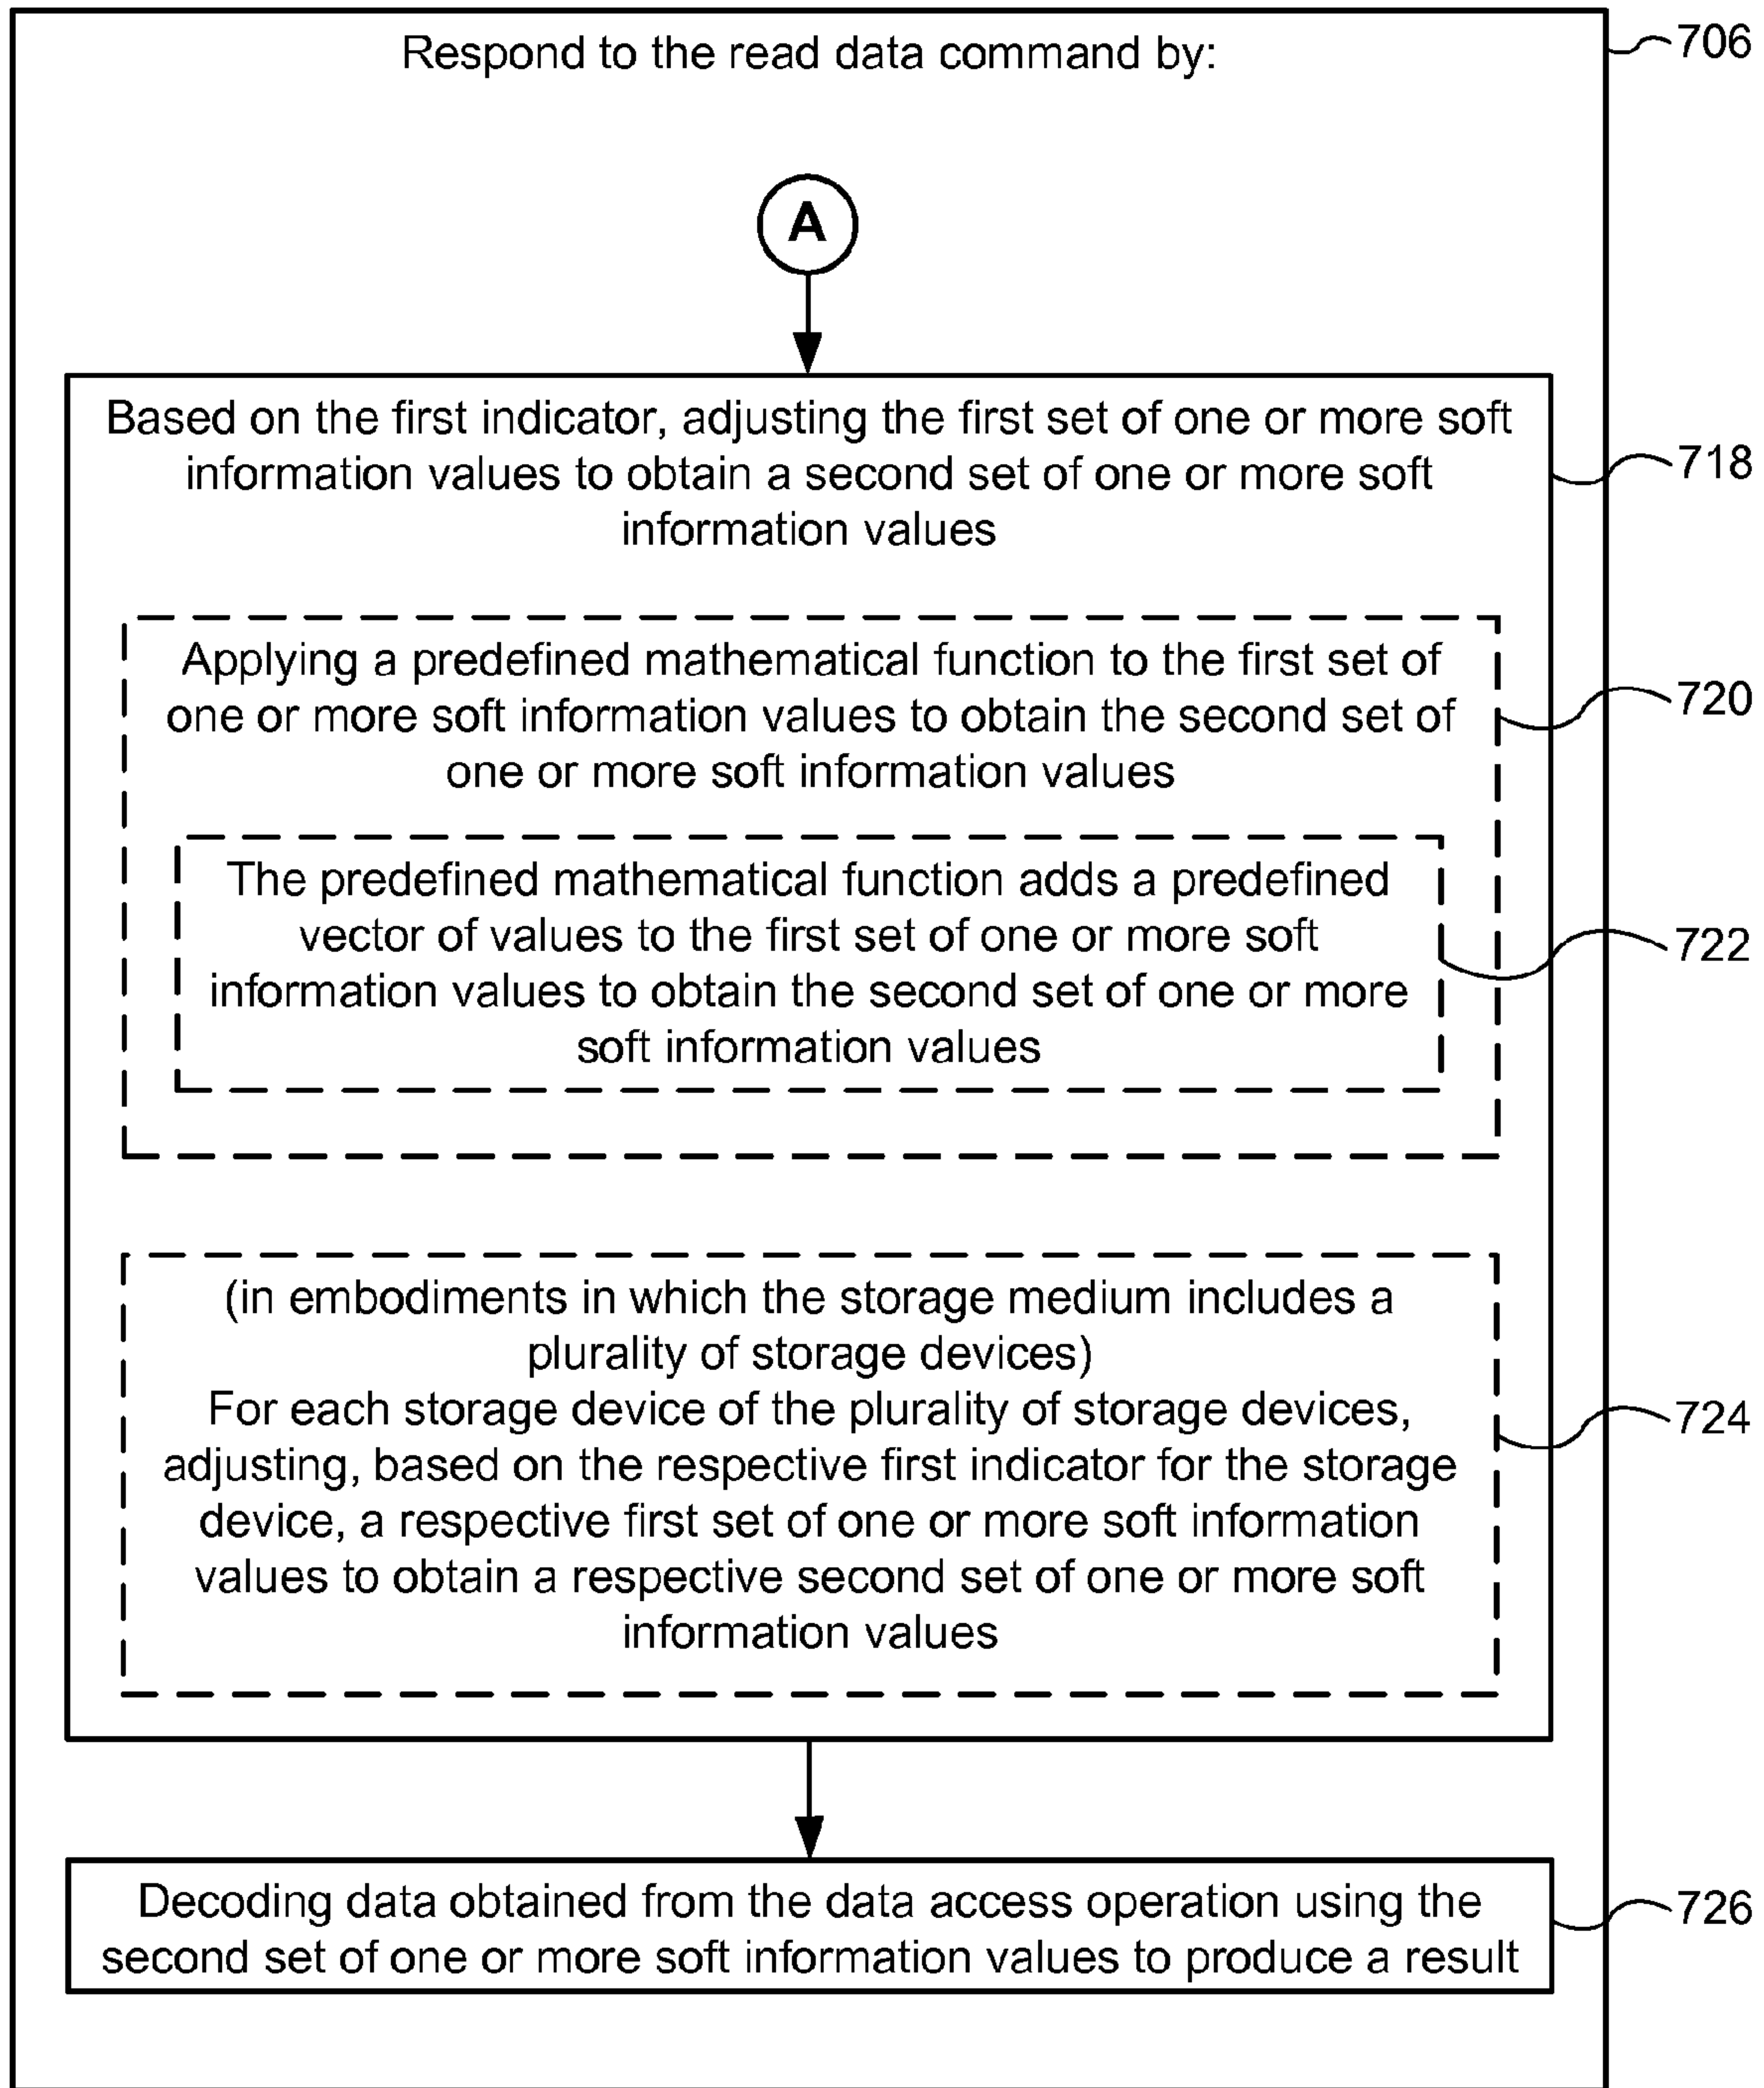 Respond to the read data command by:
706
A
Based on the first indicator, adjusting the first set of one or more soft
information values to obtain a second set of one or more soft
information values
718
Applying a predefined mathematical function to the first set of
one or more soft information values to obtain the second set of
one or more soft information values
720
The predefined mathematical function adds a predefined
vector of values to the first set of one or more soft
information values to obtain the second set of one or more
soft information values
722
(in embodiments in which the storage medium includes a
plurality of storage devices)
For each storage device of the plurality of storage devices,
adjusting, based on the respective first indicator for the storage
device, a respective first set of one or more soft information
values to obtain a respective second set of one or more soft
information values
724
Decoding data obtained from the data access operation using the
second set of one or more soft information values to produce a result
726